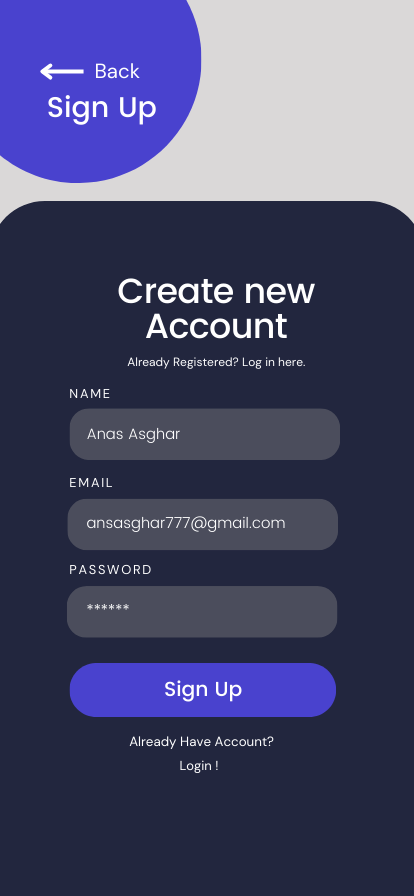 Back
Sign Up
Create new
Account
Already Registered? Log in here.
NAME
Anas Asghar
EMAIL
ansasghar777@gmail.com
PASSWORD
******
Sign Up
Already Have Account?
Login !